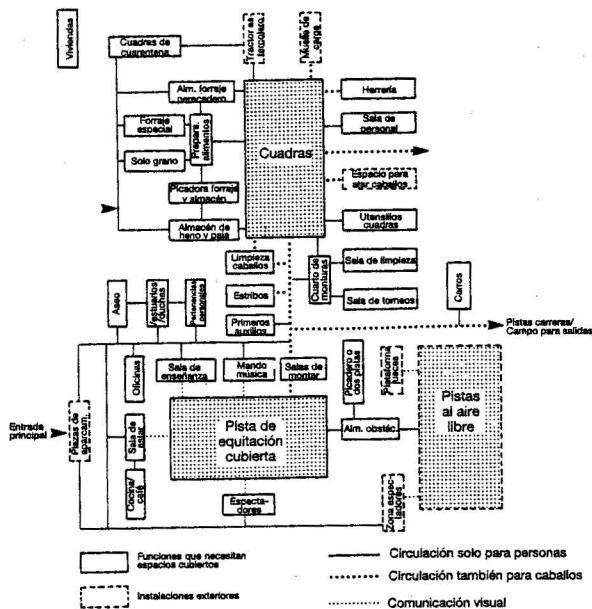 Viviendas
Cuadras de
cuarentena
Tractor es-
tercolero
Muelle de
carga
Alm. forraje
perecedero
Herrería
Forraje
especial
Prepara.
alimentos
Cuadras
Sala de
personal
Solo grano
Espacio para
atar caballos
Picadora forraje
y almacén
Almacén de
heno y paja
Utensilios
cuadras
Limpieza
caballos
Cuarto de
monturas
Sala de limpieza
Estribos
Sala de torneos
Carros
Aseo
Vestuarios
/duchas
Pertenencias
personales
Primeros
auxilios
Pistas carreras/
Campo para salidas
Oficinas
Sala de
enseñanza
Mando
música
Salas de
montar
Picadero o
dos pistas
Plataforma
jueces
Entrada
principal
Plazas de
aparcam.
Sala de
estar
Pista de
equitación
cubierta
Alm. obstác.
Pistas
al aire
libre
Cocina/
café
Especta-
dores
Zona espec-
tadores
Funciones que necesitan
espacios cubiertos
Instalaciones exteriores
Circulación solo para personas
Circulación también para caballos
Comunicación visual